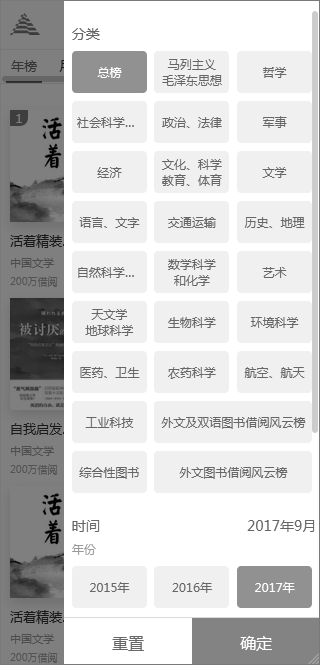 分类
总榜
马列主义
毛泽东思想
哲学
社会科学...
政治、法律
军事
经济
文化、科学
教育、体育
文学
语言、文字
交通运输
历史、地理
自然科学...
数学科学
和化学
艺术
天文学
地球科学
生物科学
环境科学
医药、卫生
农药科学
航空、航天
工业科技
外文及双语图书借阅风云榜
综合性图书
外文图书借阅风云榜
时间
2017年9月
年份
2015年
2016年
2017年
重置
确定
年榜
1
活着
活着精装.
中国文学
200万借阅
被讨厌
自我启发.
中国文学
200万借阅
活着
活着精装.
中国文学
200万借阅